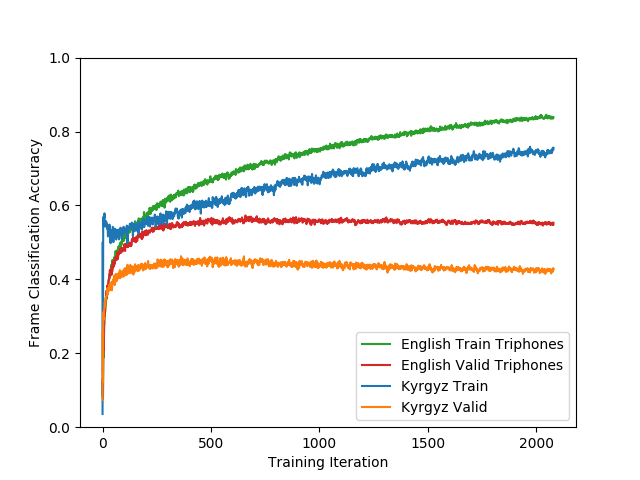 1.0
0.8
0.6
0.4
0.2
0.0
Frame Classification Accuracy
0
500
1000
1500
2000
Training Iteration
English Train Triphones
English Valid Triphones
Kyrgyz Train
Kyrgyz Valid